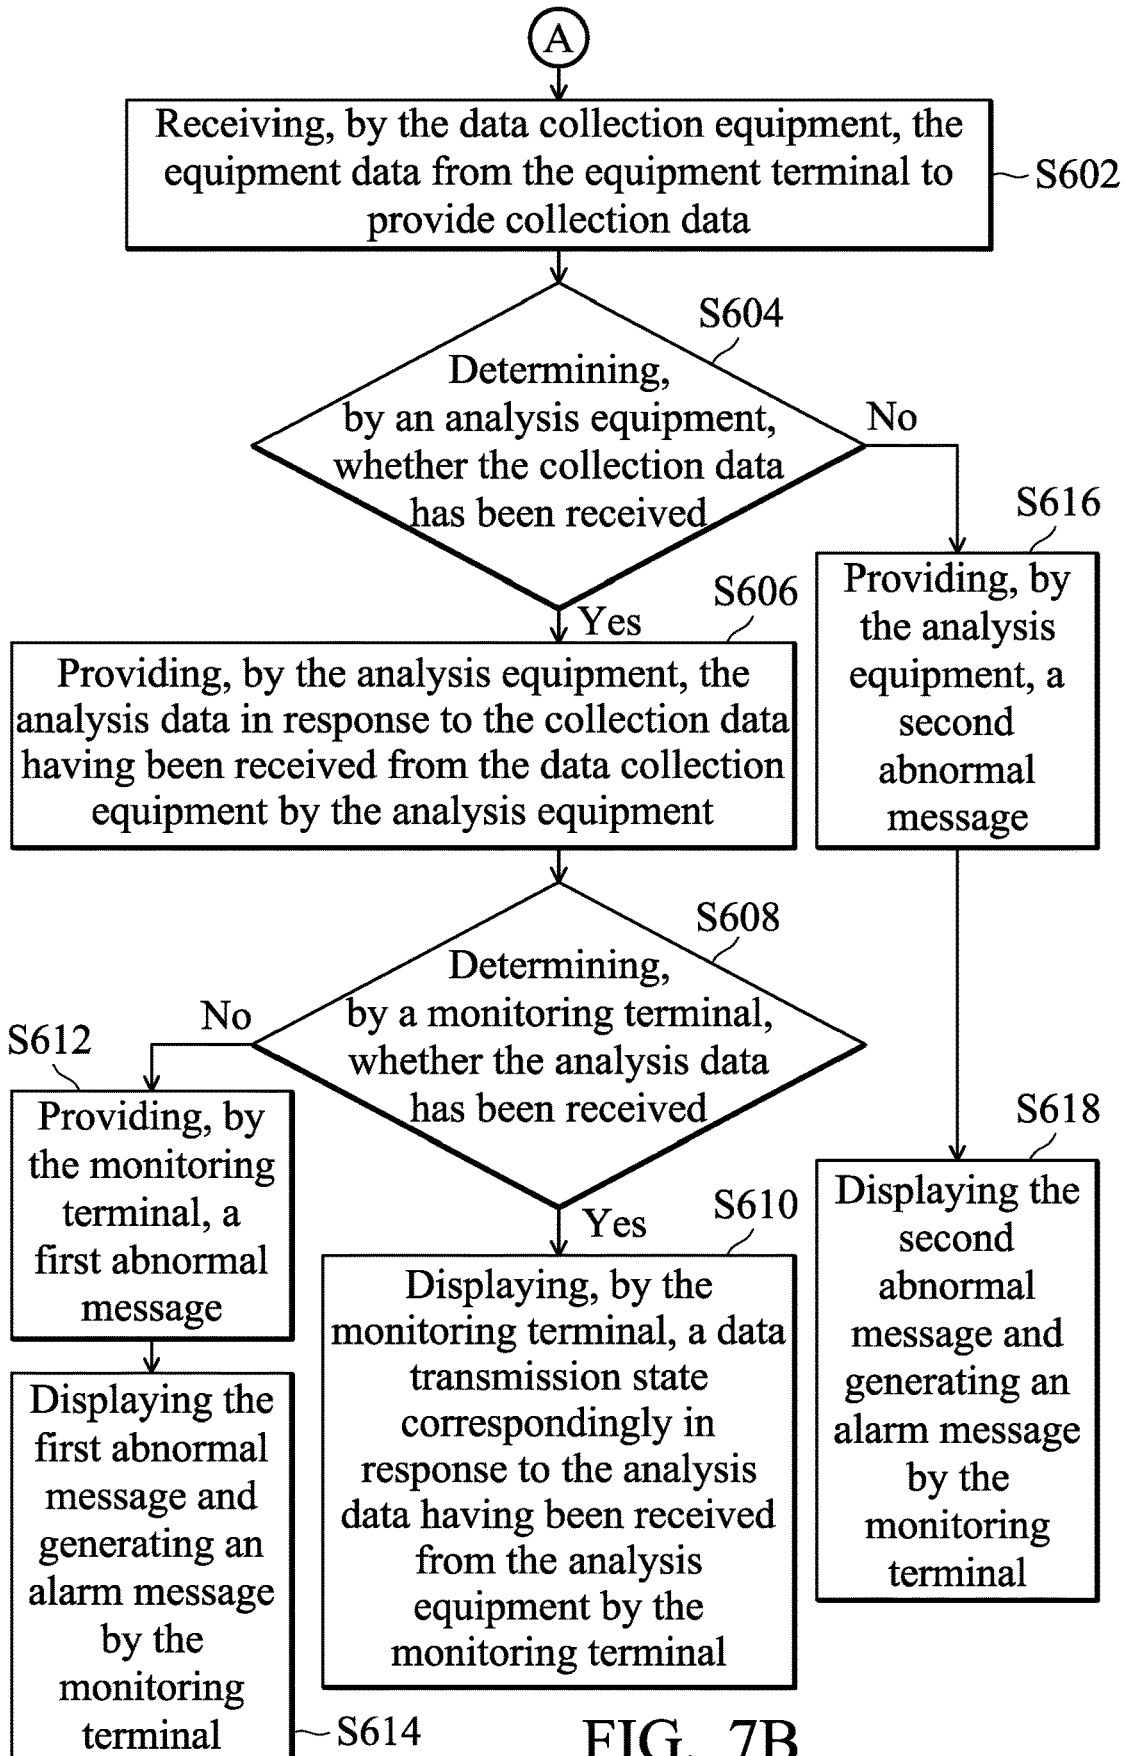 A
Receiving, by the data collection equipment, the
equipment data from the equipment terminal to
provide collection data
S602
S604
Determining,
by an analysis equipment,
whether the collection data
has been received
No
Yes
S616
Providing, by
the analysis
equipment, a
second
abnormal
message
S606
Providing, by the analysis equipment, the
analysis data in response to the collection data
having been received from the data collection
equipment by the analysis equipment
S608
Determining,
by a monitoring terminal,
whether the analysis data
has been received
No
Yes
S612
Providing, by
the monitoring
terminal, a
first abnormal
message
S610
Displaying, by the
monitoring terminal, a data
transmission state
correspondingly in
response to the analysis
data having been received
from the analysis
equipment by the
monitoring terminal
S618
Displaying the
second
abnormal
message and
generating an
alarm message
by the
monitoring
terminal
Displaying the
first abnormal
message and
generating an
alarm message
by the
monitoring
terminal
S614
FIG. 7B